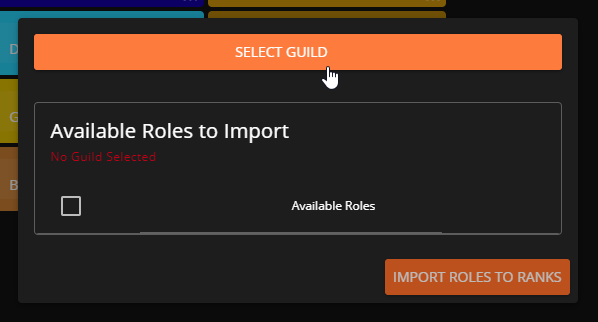 SELECT GUILD
Available Roles to Import
No Guild Selected
Available Roles
IMPORT ROLES TO RANKS
D
G
B